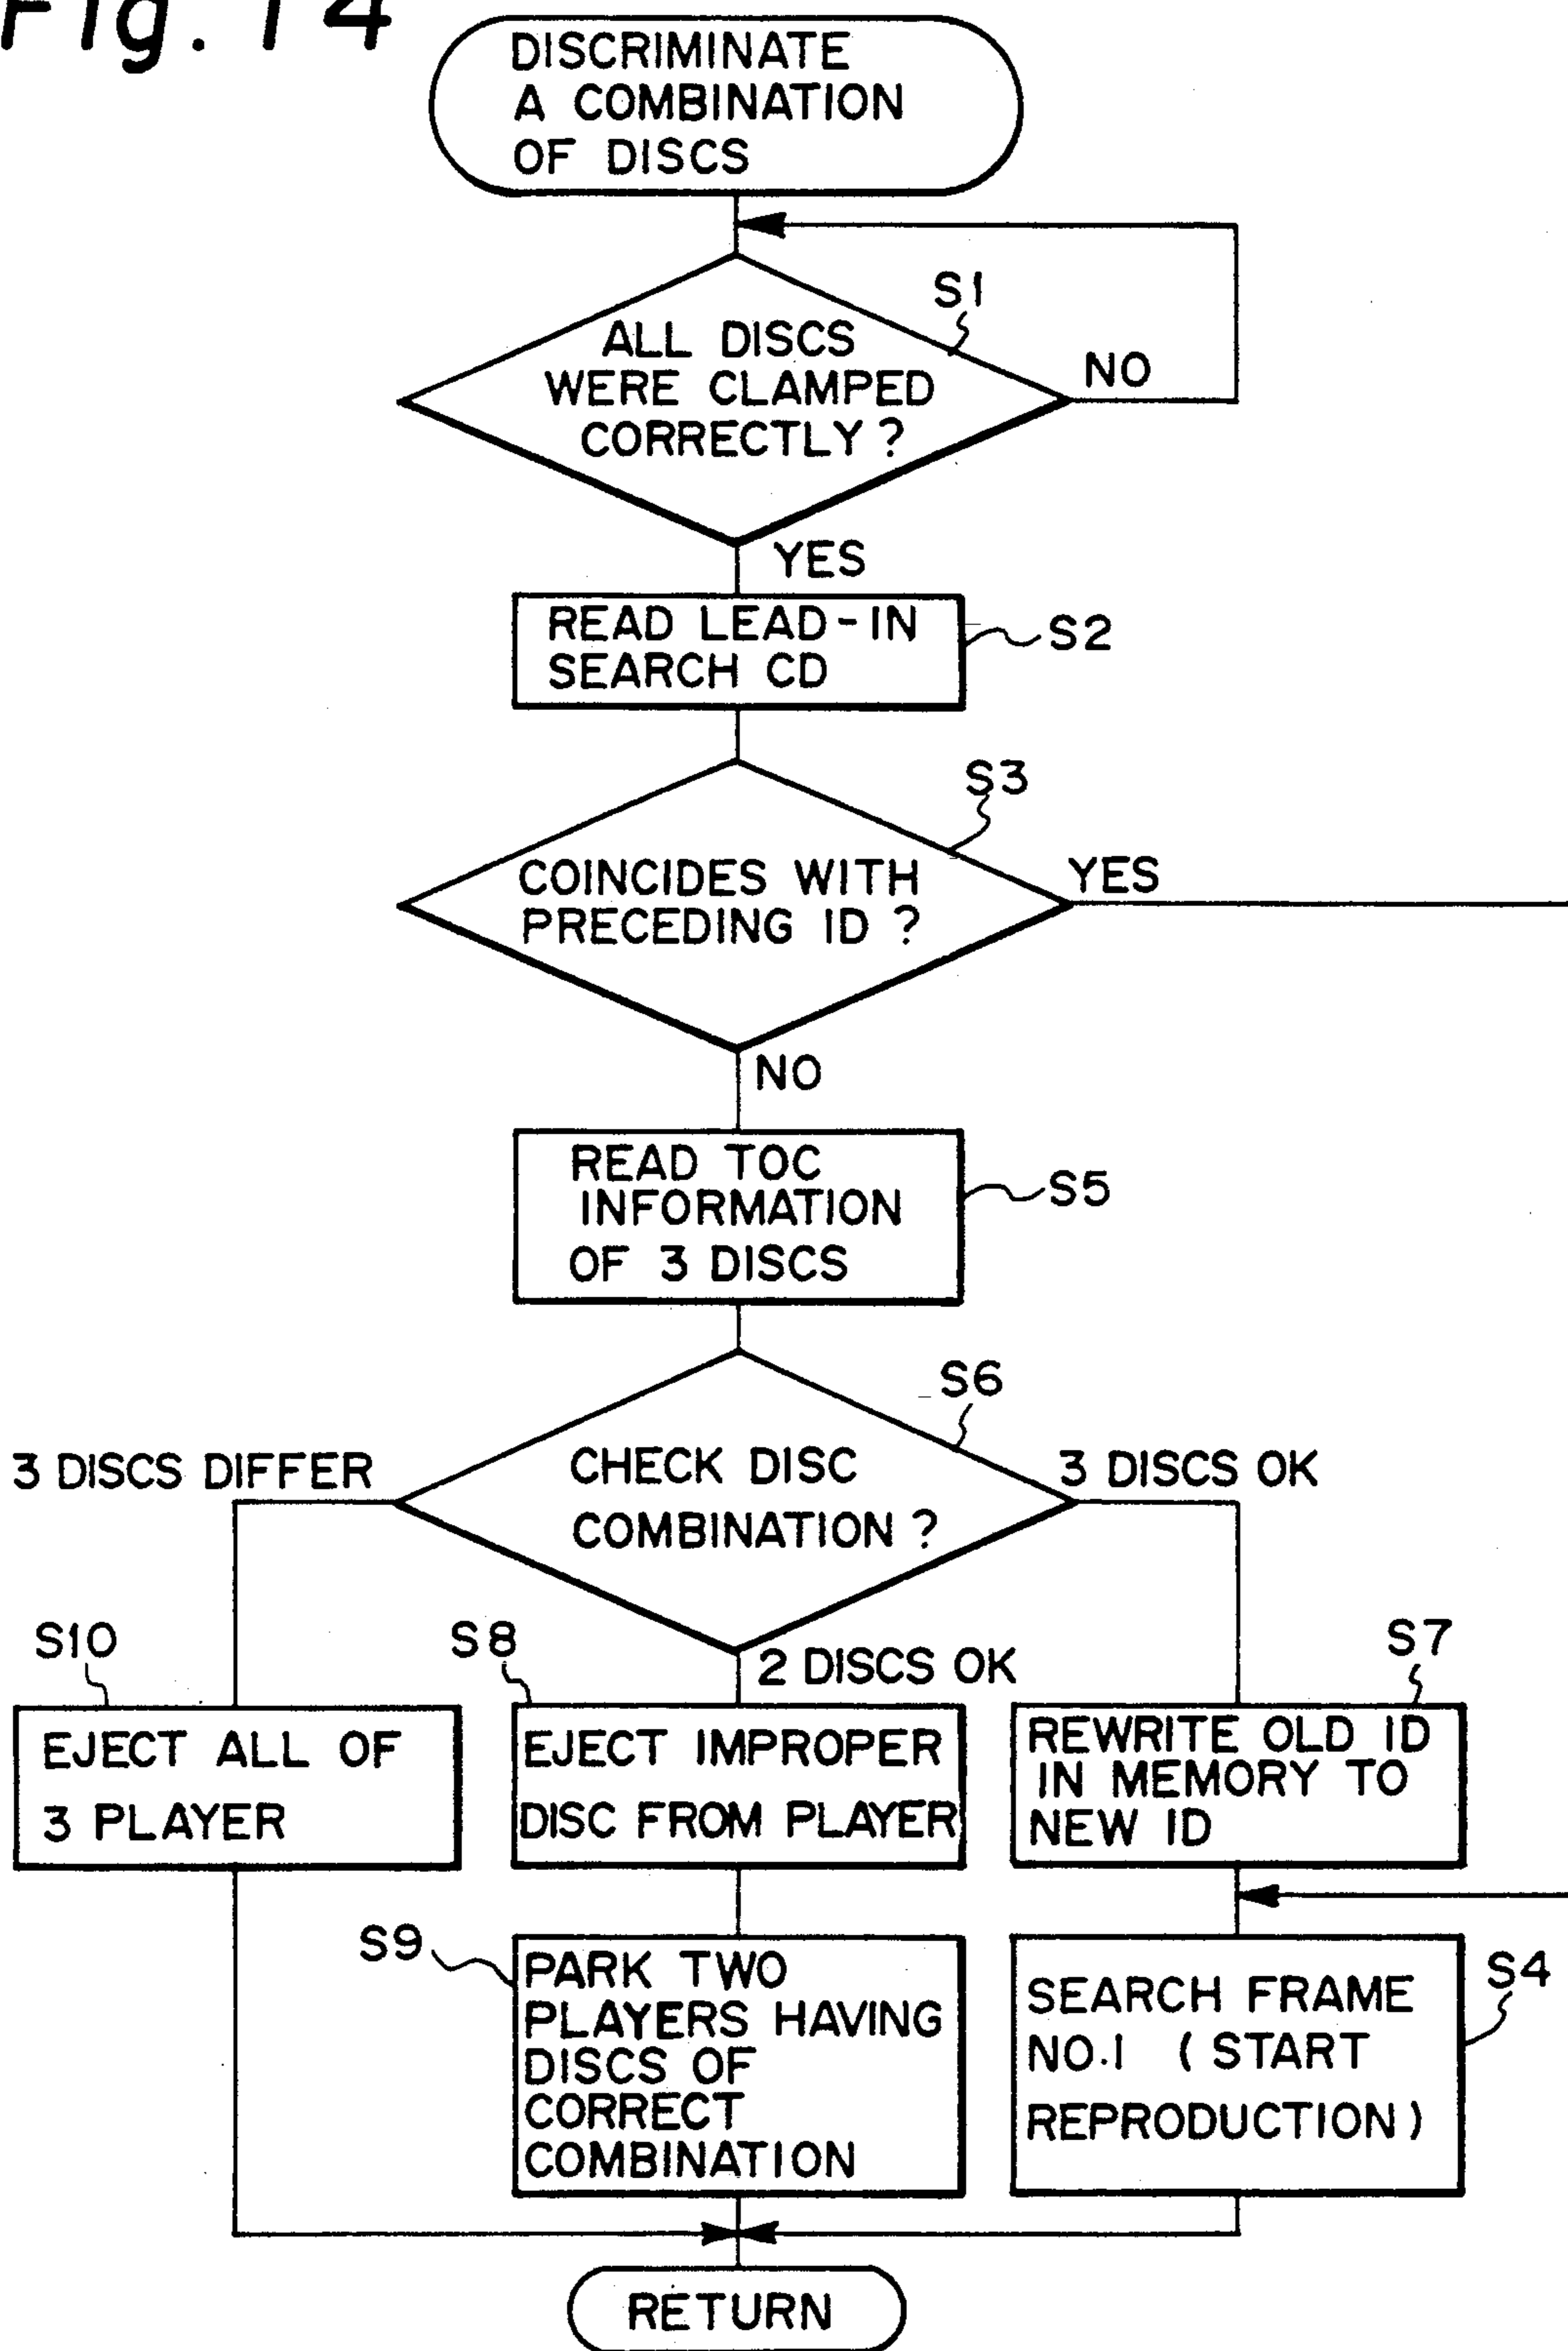 Fig. 14
DISCRIMINATE
A COMBINATION
OF DISCS
S1
ALL DISCS
WERE CLAMPED
CORRECTLY?
NO
YES
READ LEAD-IN
SEARCH CD
S2
S3
COINCIDES WITH
PRECEDING ID ?
YES
NO
READ TOC
INFORMATION
OF 3 DISCS
S5
S6
3 DISCS DIFFER
CHECK DISC
COMBINATION ?
3 DISCS OK
2 DISCS OK
S10
EJECT ALL OF
3 PLAYER
S8
EJECT IMPROPER
DISC FROM PLAYER
S7
REWRITE OLD ID
IN MEMORY TO
NEW ID
S9
PARK TWO
PLAYERS HAVING
DISCS OF
CORRECT
COMBINATION
S4
SEARCH FRAME
NO.1 (START
REPRODUCTION)
RETURN